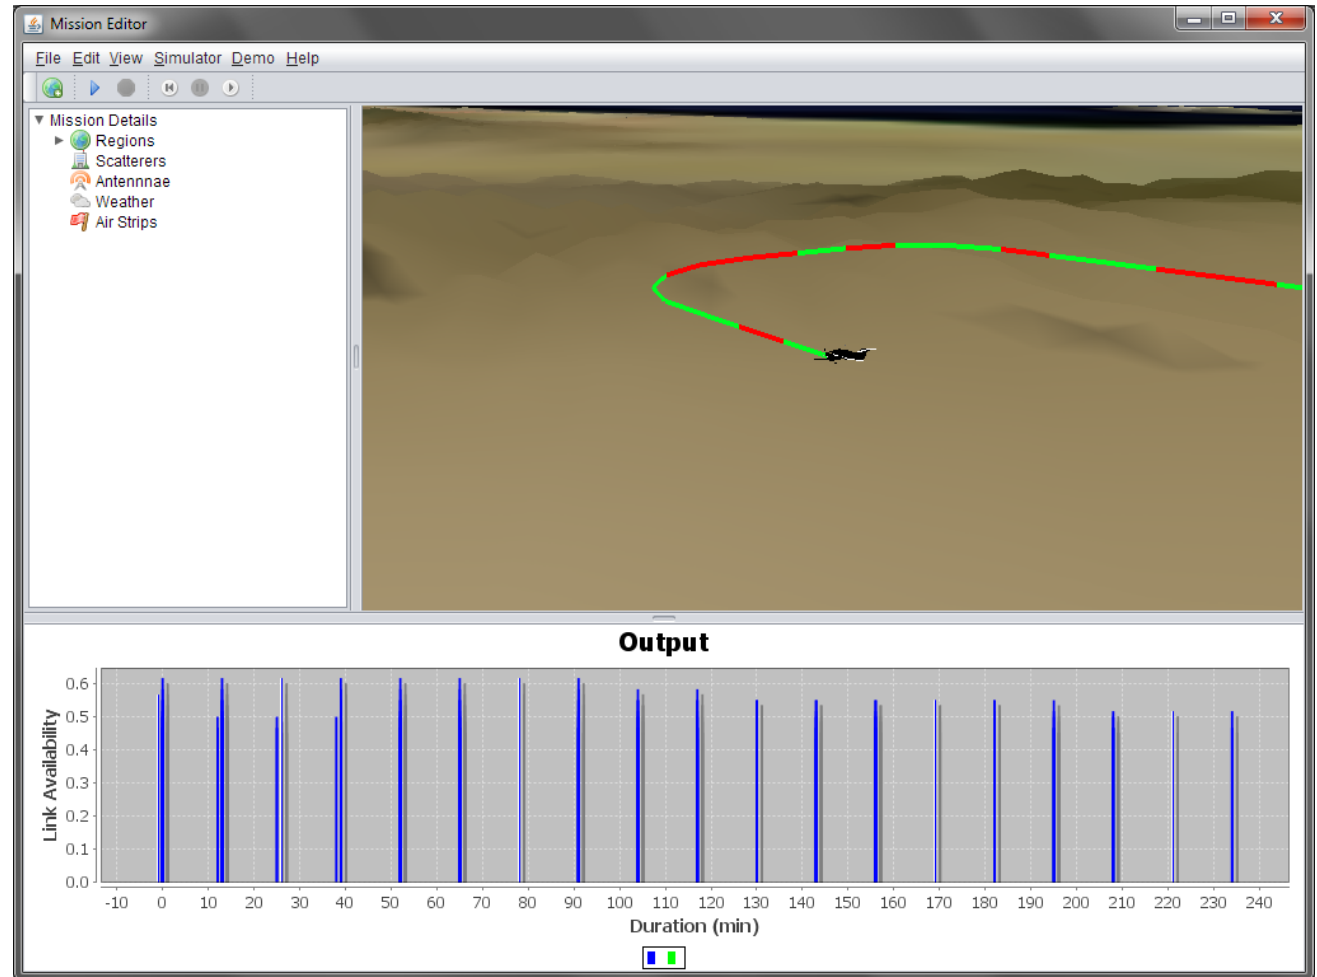 Mission Editor
File Edit View Simulator Demo Help
Mission Details
Regions
Scatterers
Antennnae
Weather
Air Strips
Output
Link Availability
0.6
0.5
0.4
0.3
0.2
0.1
0.0
-10 0 10 20 30 40 50 60 70 80 90 100 110 120 130 140 150 160 170 180 190 200 210 220 230 240
Duration (min)